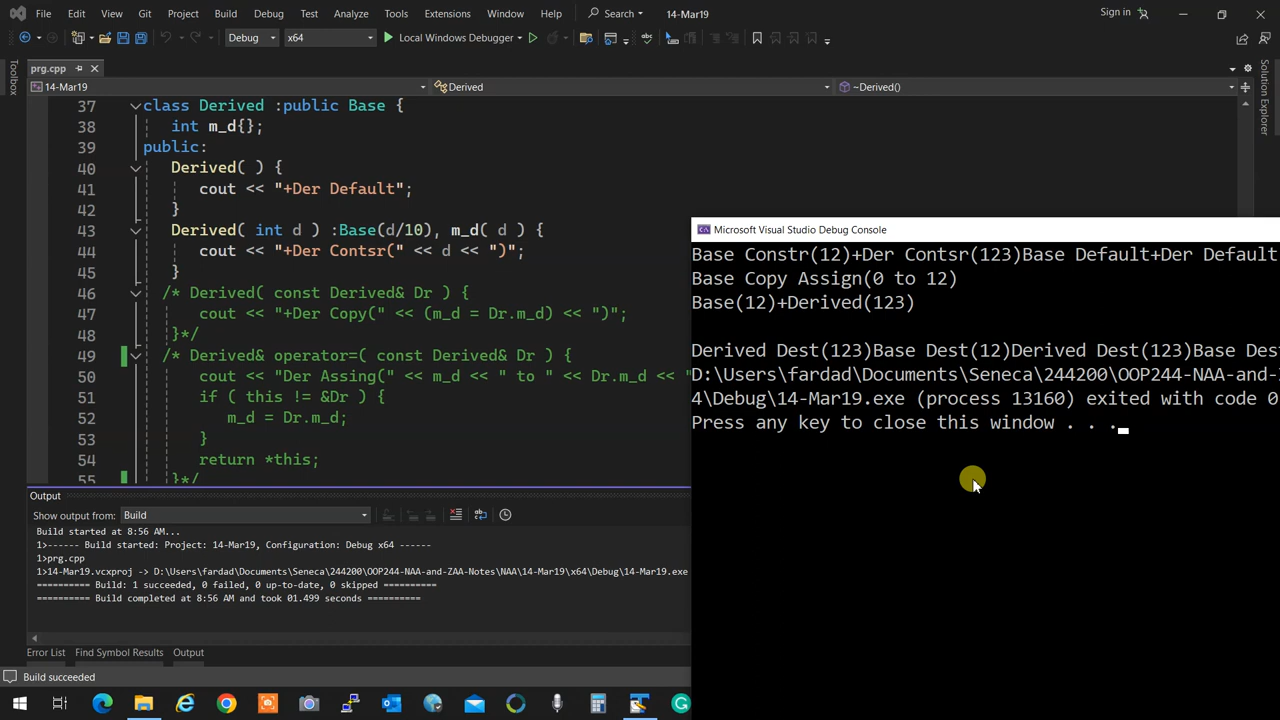 File Edit View Git Project Build Debug Test Analyze Tools Extensions Window Help Search 14-Mar19 Sign in
Debug x64 Local Windows Debugger
prg.cpp
14-Mar19 Derived ~Derived()
Toolbox
Solution Explorer
37 class Derived :public Base {
38 int m_d{};
39 public:
40 Derived( ) {
41 cout << "+Der Default";
42 }
43 Derived( int d ) :Base(d/10), m_d( d ) {
44 cout << "+Der Contsr(" << d << ")";
45 }
46 /* Derived( const Derived& Dr ) {
47 cout << "+Der Copy(" << (m_d = Dr.m_d) << ")";
48 }*/
49 /* Derived& operator=( const Derived& Dr ) {
50 cout << "Der Assing(" << m_d << " to " << Dr.m_d << "
51 if ( this != &Dr ) {
52 m_d = Dr.m_d;
53 }
54 return *this;
55 }*/
Microsoft Visual Studio Debug Console
Base Constr(12)+Der Contsr(123)Base Default+Der Default
Base Copy Assign(0 to 12)
Base(12)+Derived(123)
Derived Dest(123)Base Dest(12)Derived Dest(123)Base Des
D:\Users\fardad\Documents\Seneca\244200\OOP244-NAA-and-
4\Debug\14-Mar19.exe (process 13160) exited with code 0
Press any key to close this window . . .
Output
Show output from: Build
Build started at 8:56 AM...
1>------ Build started: Project: 14-Mar19, Configuration: Debug x64 ------
1>prg.cpp
1>14-Mar19.vcxproj -> D:\Users\fardad\Documents\Seneca\244200\OOP244-NAA-and-ZAA-Notes\NAA\14-Mar19\x64\Debug\14-Mar19.exe
========== Build: 1 succeeded, 0 failed, 0 up-to-date, 0 skipped ==========
========== Build completed at 8:56 AM and took 01.499 seconds ==========
Error List Find Symbol Results Output
Build succeeded